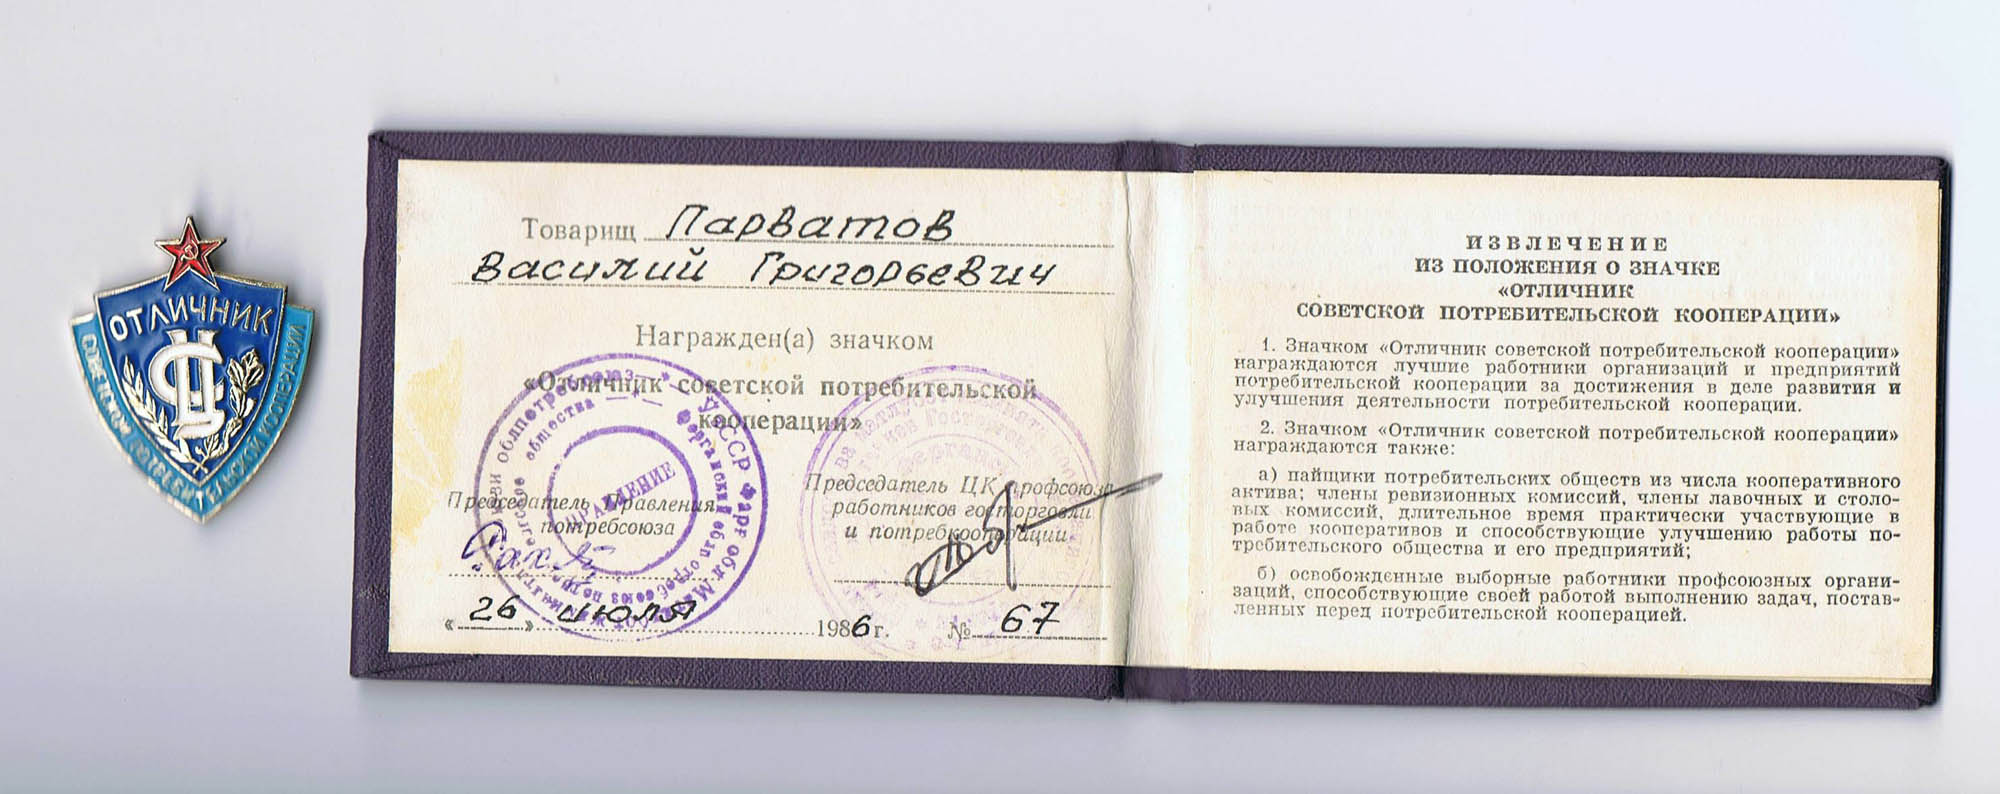 ОТЛИЧНИК
СОВЕТСКОЙ ПОТРЕБИТЕЛЬСКОЙ КООПЕРАЦИИ
Товарищ Парватов
Василий Григорьевич
Награжден(а) значком
«Отличник советской потребительской
кооперации»
Председатель Правления
потребсоюза
Председатель ЦК профсоюза
работников госторговли
и потребкооперации
ПРАВЛЕНИЕ
«26» июля 1986 г. № 67
ИЗВЛЕЧЕНИЕ
ИЗ ПОЛОЖЕНИЯ О ЗНАЧКЕ
«ОТЛИЧНИК
СОВЕТСКОЙ ПОТРЕБИТЕЛЬСКОЙ КООПЕРАЦИИ»
1. Значком «Отличник советской потребительской кооперации»
награждаются лучшие работники организаций и предприятий
потребительской кооперации за достижения в деле развития и
улучшения деятельности потребительской кооперации.
2. Значком «Отличник советской потребительской кооперации»
награждаются также:
а) пайщики потребительских обществ из числа кооперативного
актива; члены ревизионных комиссий, члены лавочных и столо-
вых комиссий, длительное время практически участвующие в
работе кооперативов и способствующие улучшению работы по-
требительского общества и его предприятий;
б) освобожденные выборные работники профсоюзных органи-
заций, способствующие своей работой выполнению задач, постав-
ленных перед потребительской кооперацией.